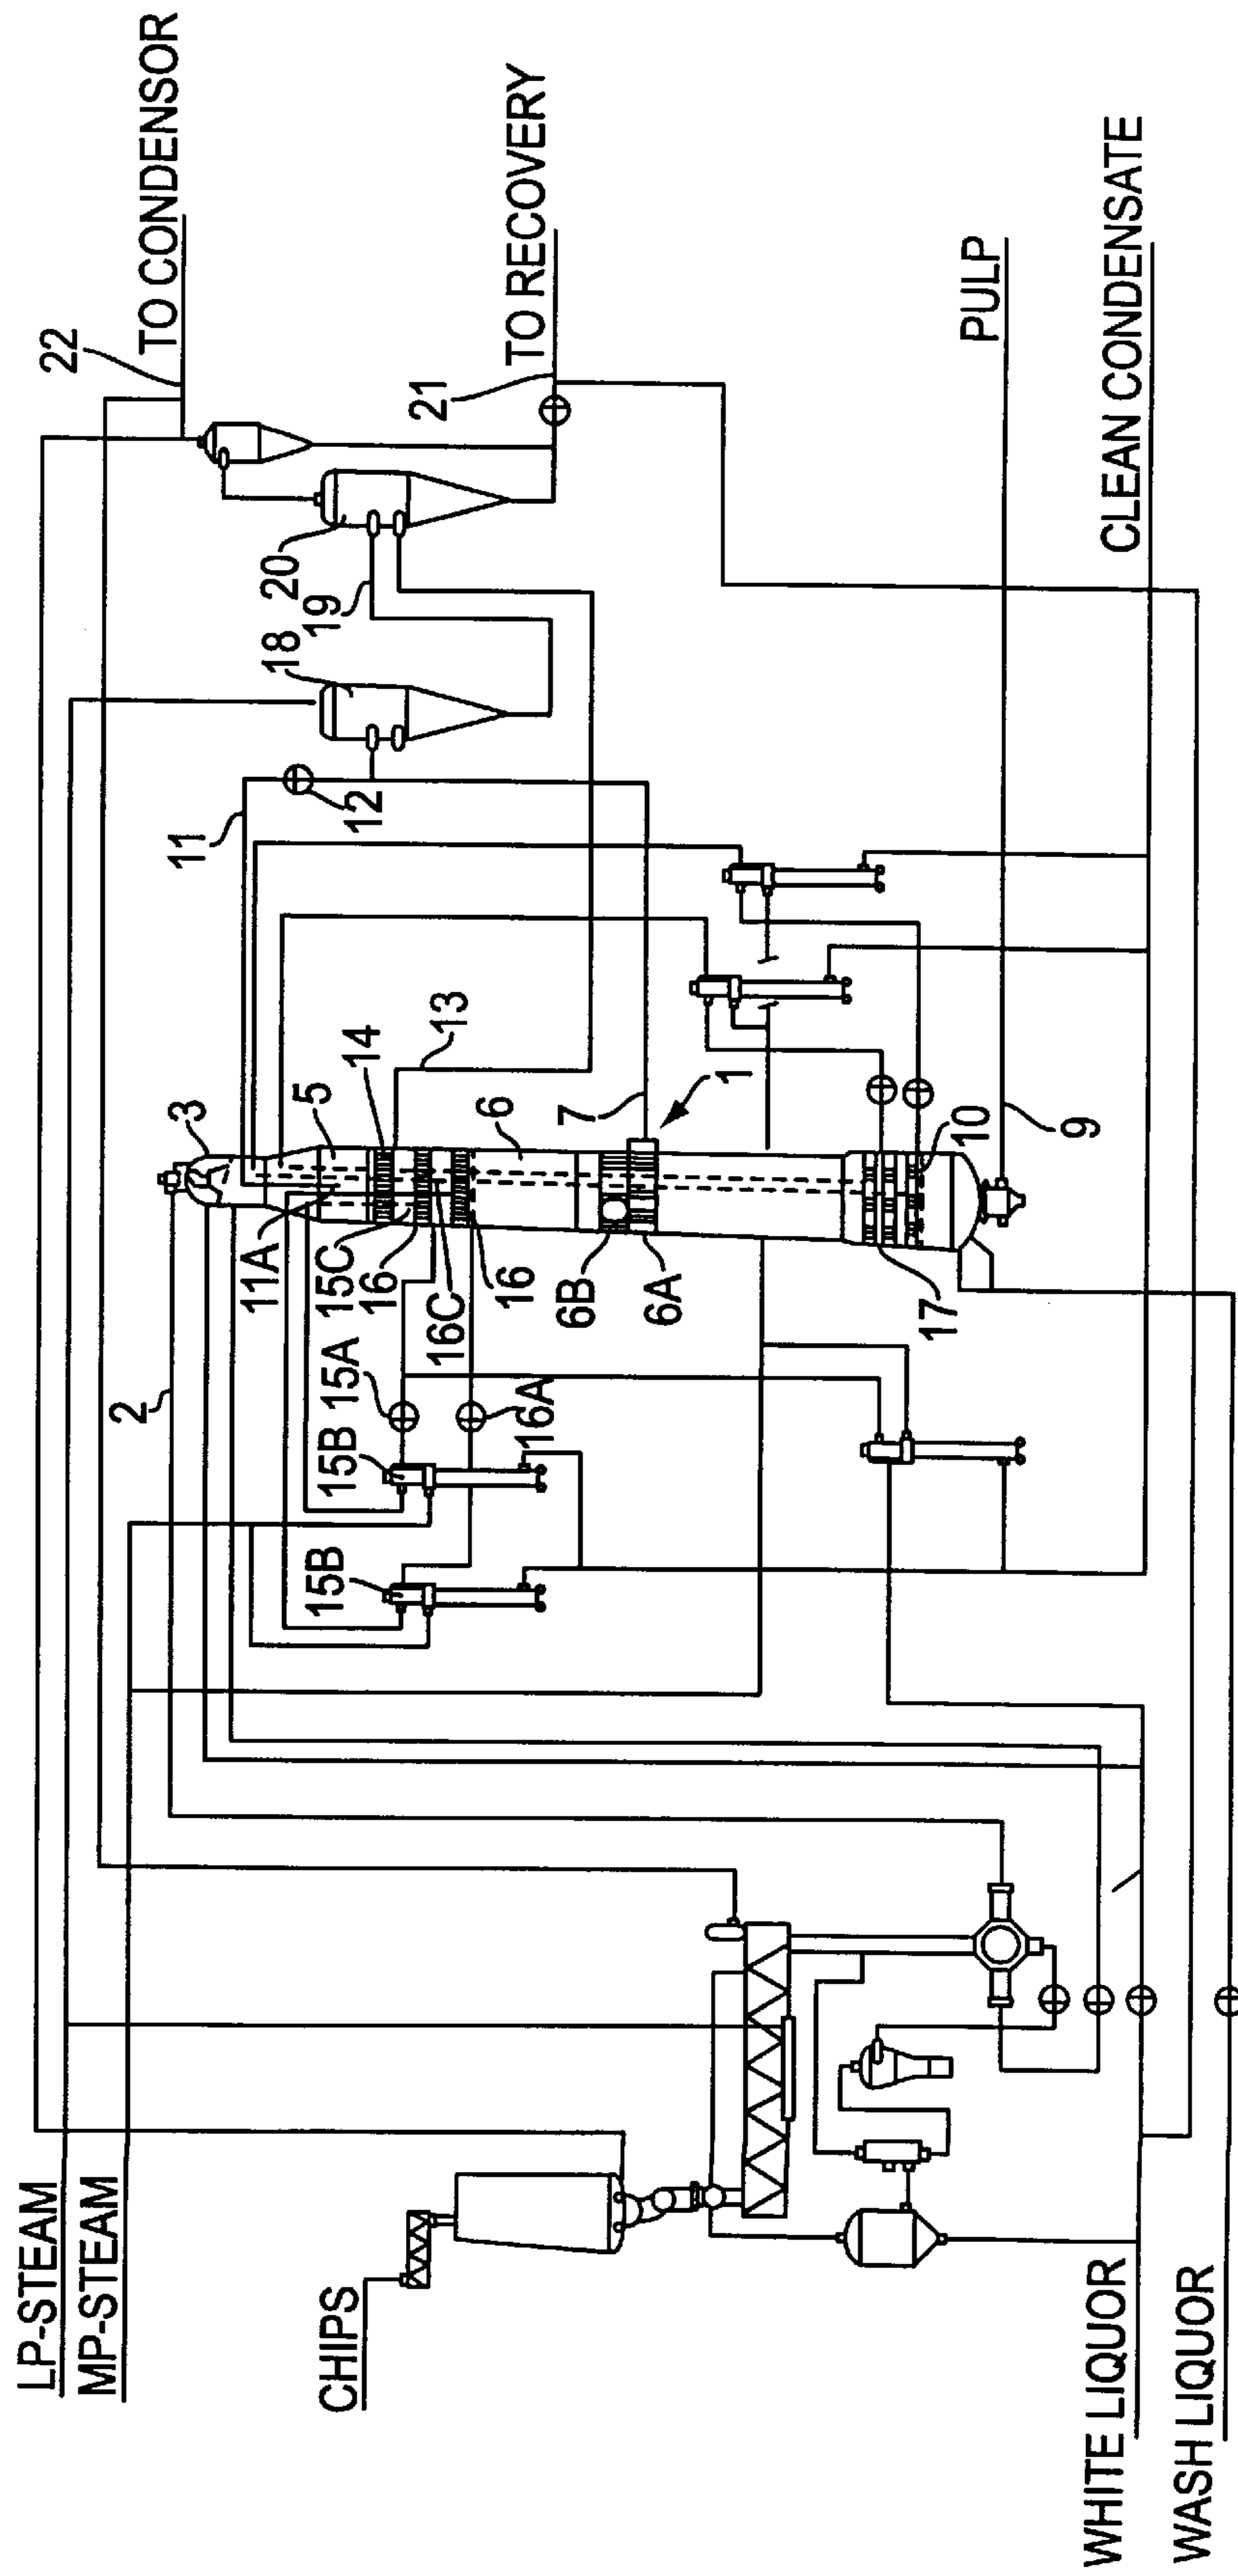 LP-STEAM
MP-STEAM
CHIPS
WHITE LIQUOR
WASH LIQUOR
2
15B
15B
15A
16A
11A
15C
16
16C
16
6B
6A
17
3
5
14
13
6
7
1
10
9
11
12
18
19
20
21
22
TO CONDENSOR
TO RECOVERY
PULP
CLEAN CONDENSATE